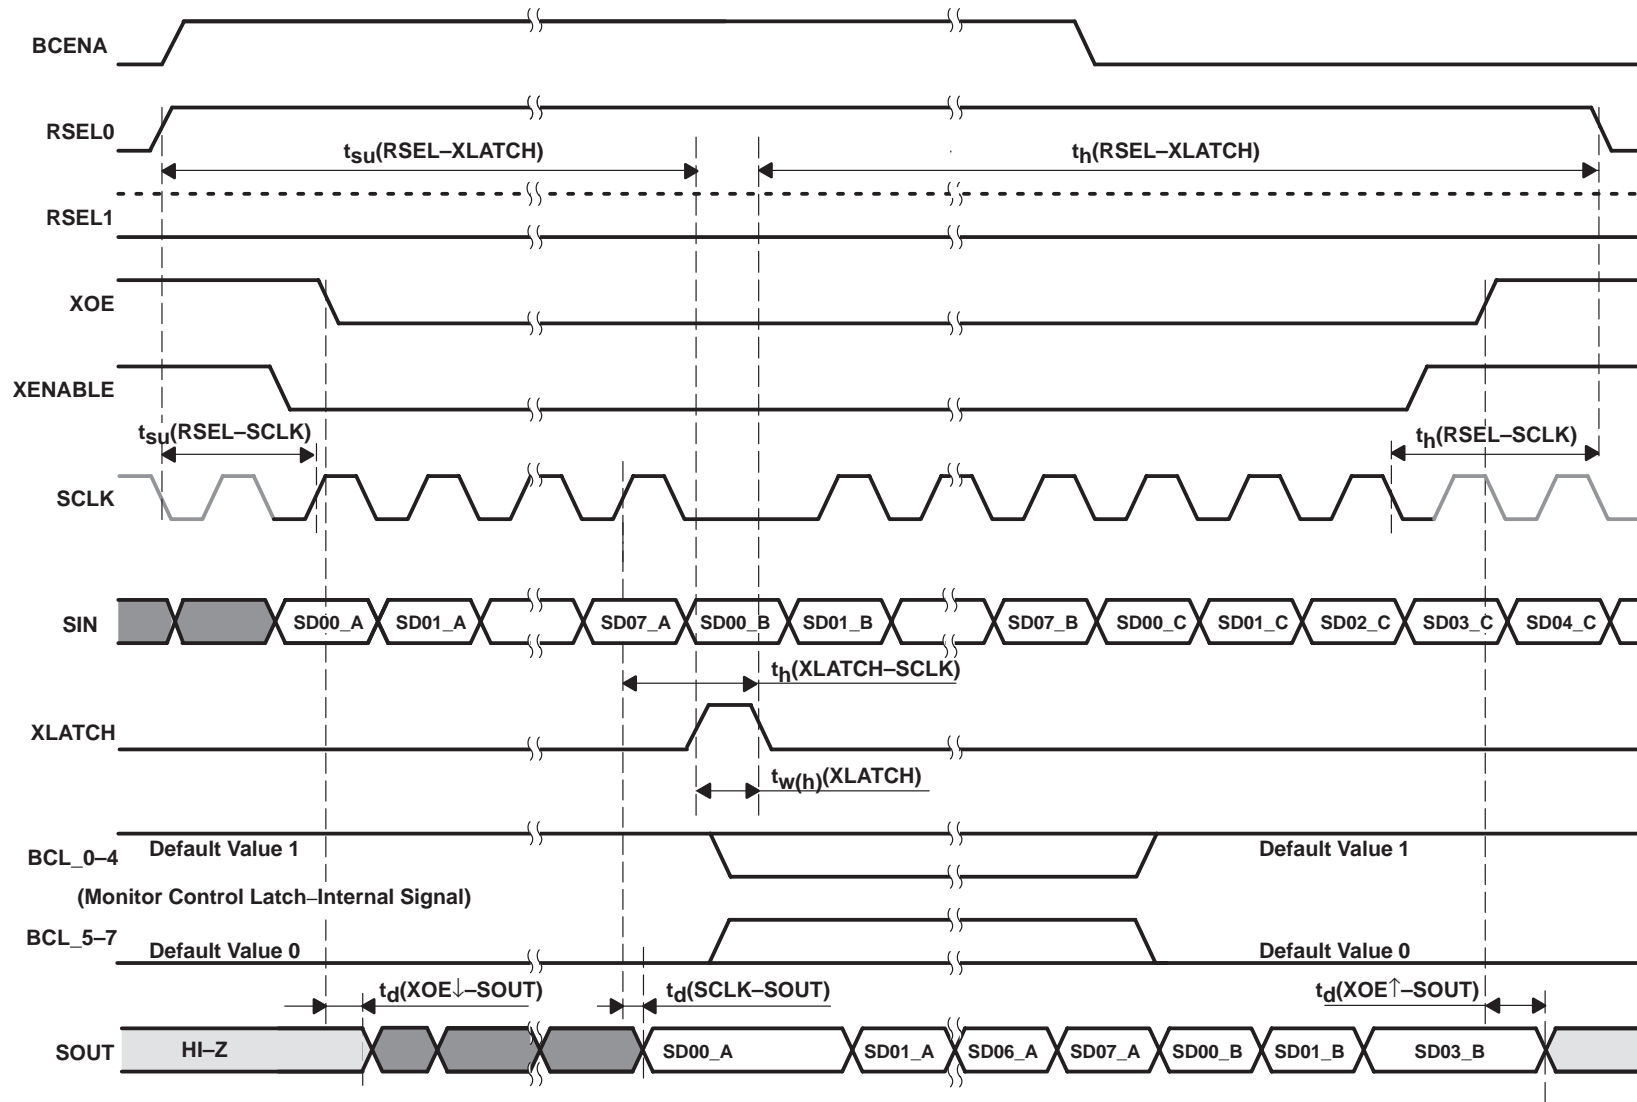 BCENA
RSEL0
tsu(RSEL–XLATCH)
th(RSEL–XLATCH)
RSEL1
XOE
XENABLE
tsu(RSEL–SCLK)
th(RSEL–SCLK)
SCLK
SIN
SD00_A
SD01_A
SD07_A
SD00_B
SD01_B
SD07_B
SD00_C
SD01_C
SD02_C
SD03_C
SD04_C
th(XLATCH–SCLK)
XLATCH
tw(h)(XLATCH)
BCL_0–4
Default Value 1
Default Value 1
(Monitor Control Latch–Internal Signal)
BCL_5–7
Default Value 0
Default Value 0
td(XOE↓–SOUT)
td(SCLK–SOUT)
td(XOE↑–SOUT)
SOUT
HI–Z
SD00_A
SD01_A
SD06_A
SD07_A
SD00_B
SD01_B
SD03_B